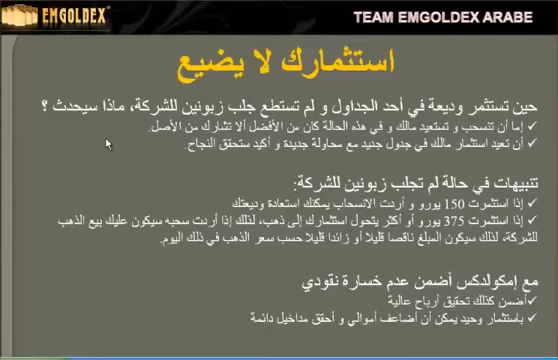 EMGOLDEX
TEAM EMGOLDEX ARABE
استثمارك لا يضيع
حين تستثمر وديعة في أحد الجداول و لم تستطع جلب زبونين للشركة، ماذا سيحدث ؟
✓ إما أن تنسحب و تستعيد مالك و في هذه الحالة كان من الأفضل ألا تشارك من الأصل.
✓ أن تعيد استثمار مالك في جدول جديد مع محاولة جديدة و أكيد ستحقق النجاح.
تنبيهات في حالة لم تجلب زبونين للشركة:
✓ إذا استثمرت 150 يورو و أردت الانسحاب يمكنك استعادة وديعتك
✓ إذا استثمرت 375 يورو أو أكثر يتحول استثمارك إلى ذهب، لذلك إذا أردت سحبه سيكون عليك بيع الذهب
للشركة، لذلك سيكون المبلغ ناقصا قليلا أو زائدا قليلا حسب سعر الذهب في ذلك اليوم.
مع إمكولدكس أضمن عدم خسارة نقودي
✓أضمن كذلك تحقيق أرباح عالية
✓باستثمار وحيد يمكن أن أضاعف أموالي و أحقق مداخيل دائمة